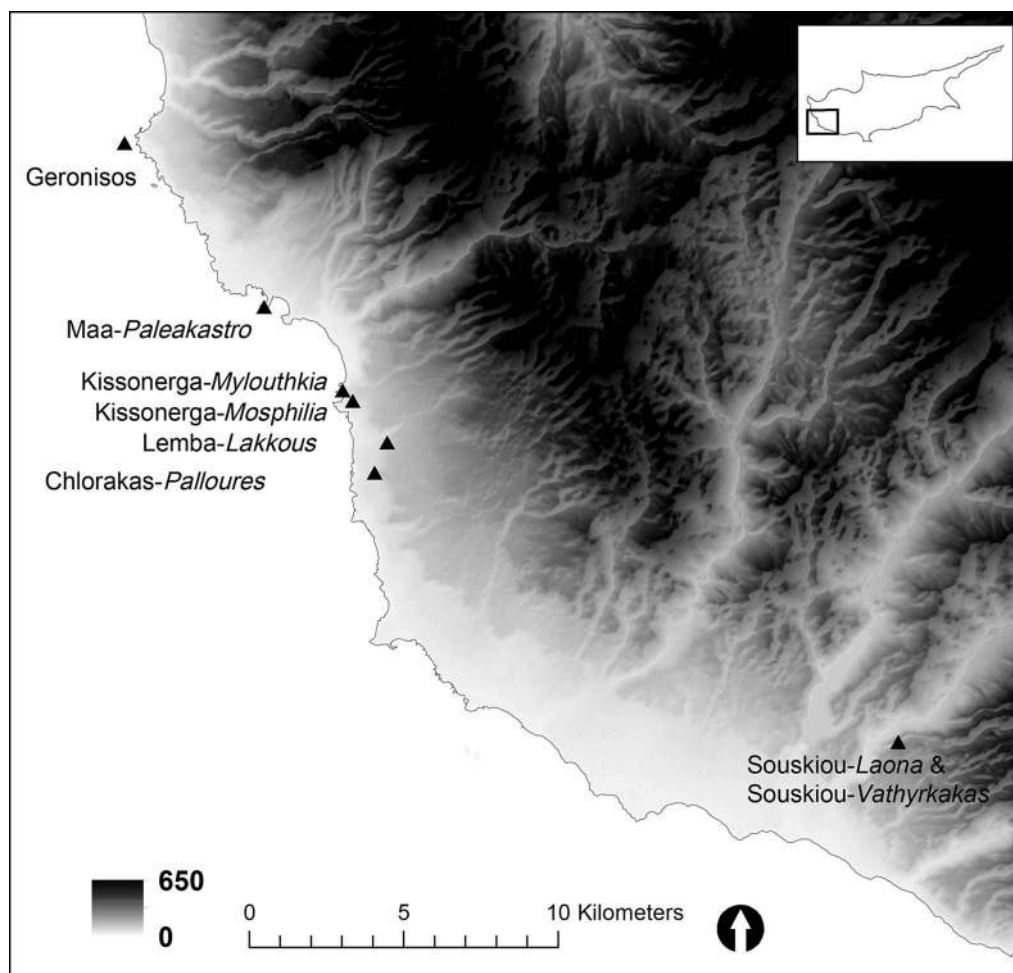 Geronisos
Maa-Paleakastro
Kissonerga-Mylouthkia
Kissonerga-Mosphilia
Lemba-Lakkous
Chlorakas-Palloures
Souskiou-Laona &
Souskiou-Vathyrkakas
650
0
0 5 10 Kilometers